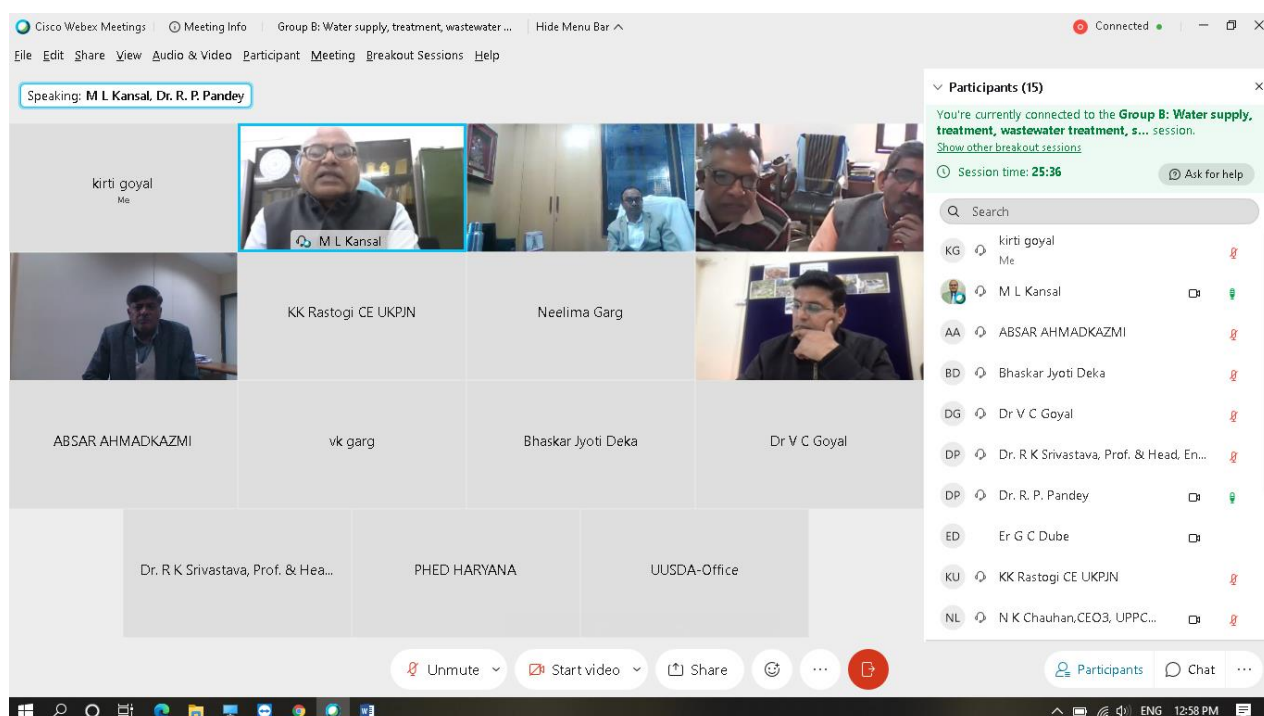 Cisco Webex Meetings
Meeting Info
Group B: Water supply, treatment, wastewater ...
Hide Menu Bar
Connected
File Edit Share View Audio & Video Participant Meeting Breakout Sessions Help
Speaking: M L Kansal, Dr. R. P. Pandey
kirti goyal
Me
M L Kansal
KK Rastogi CE UKPJN
Neelima Garg
ABSAR AHMADKAZMI
vk garg
Bhaskar Jyoti Deka
Dr V C Goyal
Dr. R K Srivastava, Prof. & Hea...
PHED HARYANA
UUSDA-Office
Participants (15)
You're currently connected to the Group B: Water supply,
treatment, wastewater treatment, s... session.
Show other breakout sessions
Session time: 25:36
Ask for help
Search
KG kirti goyal
Me
M L Kansal
AA ABSAR AHMADKAZMI
BD Bhaskar Jyoti Deka
DG Dr V C Goyal
DP Dr. R K Srivastava, Prof. & Head, En...
DP Dr. R. P. Pandey
ED Er G C Dube
KU KK Rastogi CE UKPJN
NL N K Chauhan,CEO3, UPPC...
Unmute
Start video
Share
Participants
Chat
ENG 12:58 PM